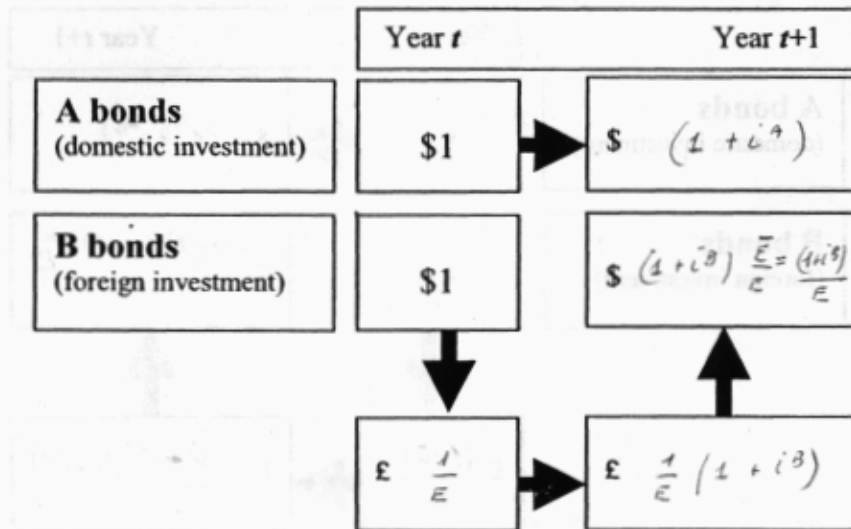 Year t Year t+1
A bonds
(domestic investment)
$1
$ (1 + i^A)
B bonds
(foreign investment)
$1
$ (1 + i^B) Ē/E = (1+i^B)/E
£ 1/E
£ 1/E (1 + i^B)